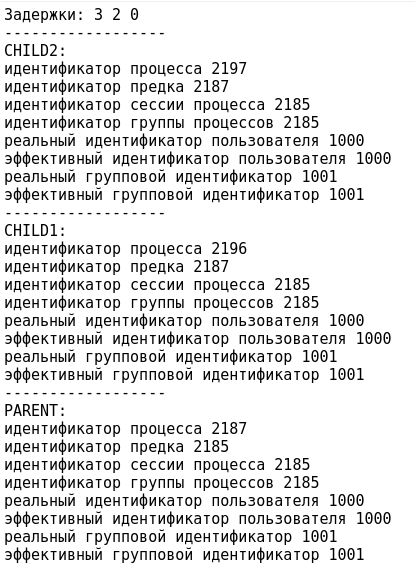 Задержки: 3 2 0
------------------
CHILD2:
идентификатор процесса 2197
идентификатор предка 2187
идентификатор сессии процесса 2185
идентификатор группы процессов 2185
реальный идентификатор пользователя 1000
эффективный идентификатор пользователя 1000
реальный групповой идентификатор 1001
эффективный групповой идентификатор 1001
------------------
CHILD1:
идентификатор процесса 2196
идентификатор предка 2187
идентификатор сессии процесса 2185
идентификатор группы процессов 2185
реальный идентификатор пользователя 1000
эффективный идентификатор пользователя 1000
реальный групповой идентификатор 1001
эффективный групповой идентификатор 1001
------------------
PARENT:
идентификатор процесса 2187
идентификатор предка 2185
идентификатор сессии процесса 2185
идентификатор группы процессов 2185
реальный идентификатор пользователя 1000
эффективный идентификатор пользователя 1000
реальный групповой идентификатор 1001
эффективный групповой идентификатор 1001